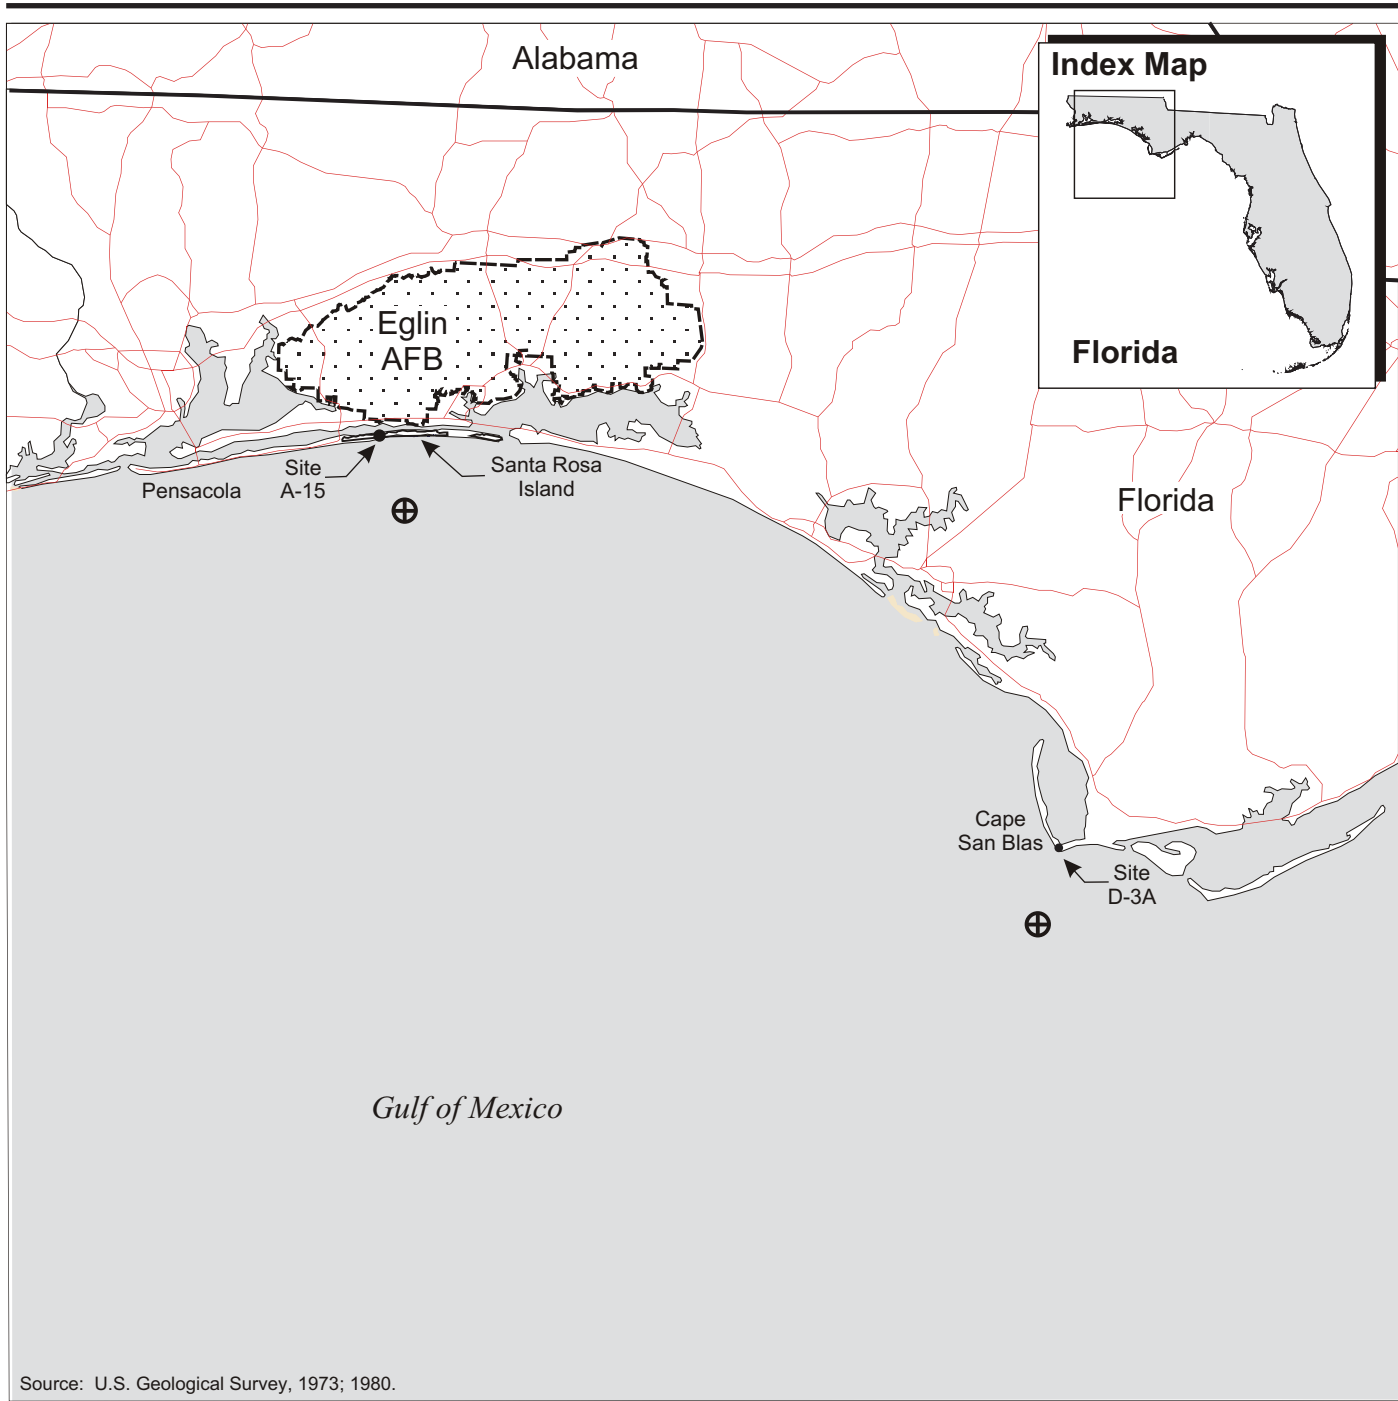 Alabama
Index Map
Florida
Eglin
AFB
Site
A-15
Santa Rosa
Island
Pensacola
Florida
Cape
San Blas
Site
D-3A
Gulf of Mexico
Source: U.S. Geological Survey, 1973; 1980.